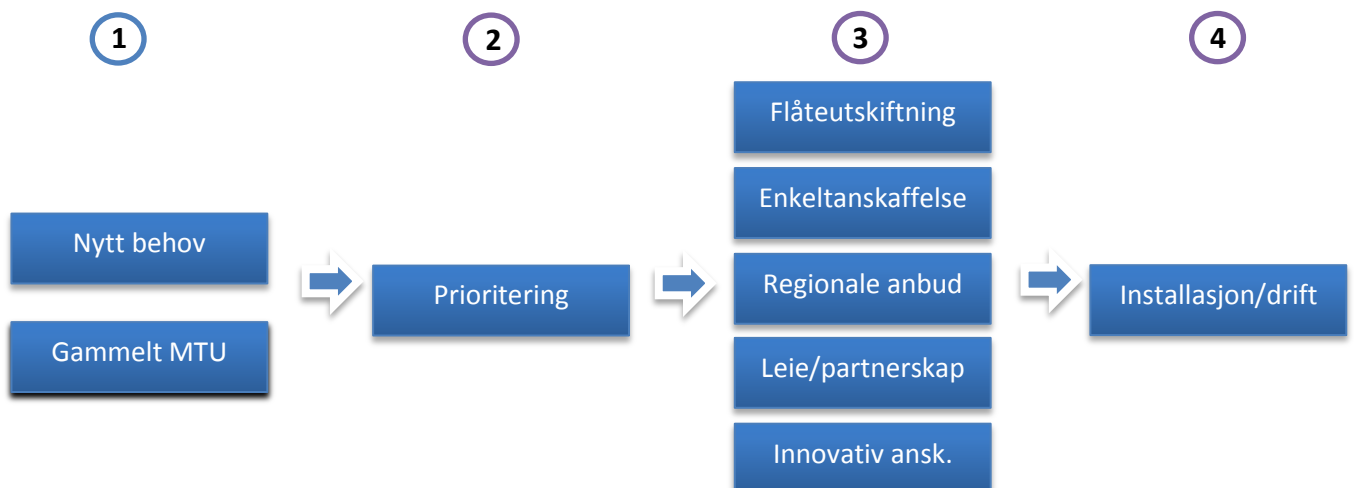 1
2
3
4
Nytt behov
Gammelt MTU
Prioritering
Flåteutskiftning
Enkeltanskaffelse
Regionale anbud
Leie/partnerskap
Innovativ ansk.
Installasjon/drift